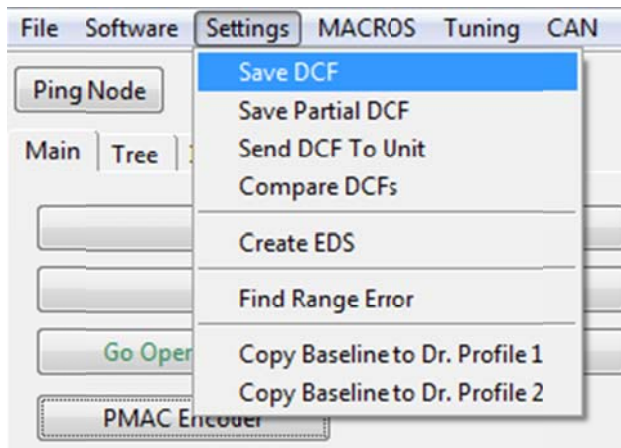 File Software Settings MACROS Tuning CAN
Ping Node
Save DCF
Save Partial DCF
Main Tree
Send DCF To Unit
Compare DCFs
Create EDS
Find Range Error
Go Oper
Copy Baseline to Dr. Profile 1
Copy Baseline to Dr. Profile 2
PMAC Encoder